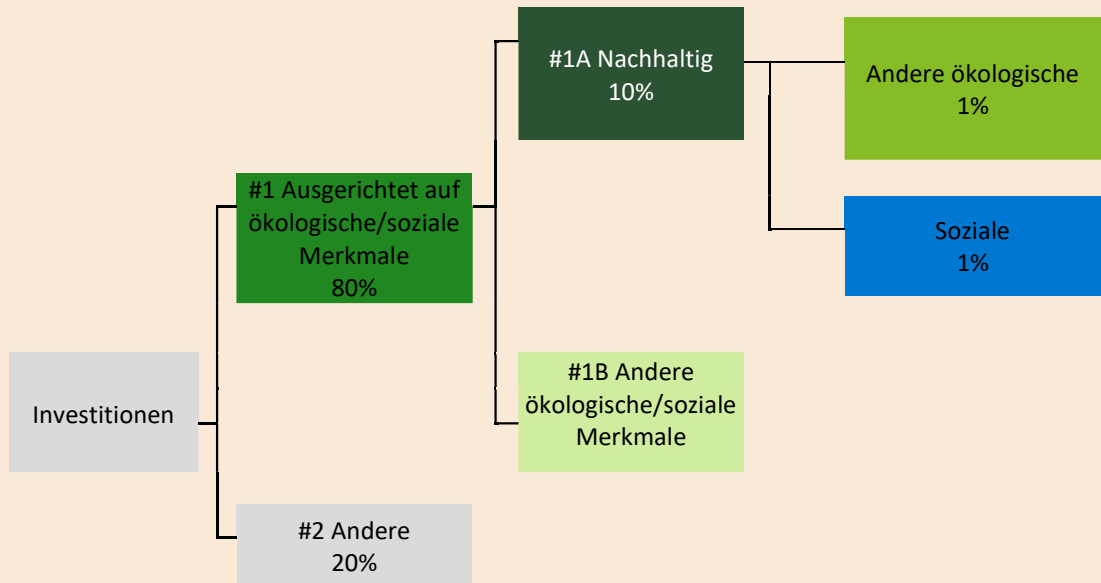 #1A Nachhaltig
10%
Andere ökologische
1%
#1 Ausgerichtet auf
ökologische/soziale
Merkmale
80%
Soziale
1%
Investitionen
#1B Andere
ökologische/soziale
Merkmale
#2 Andere
20%